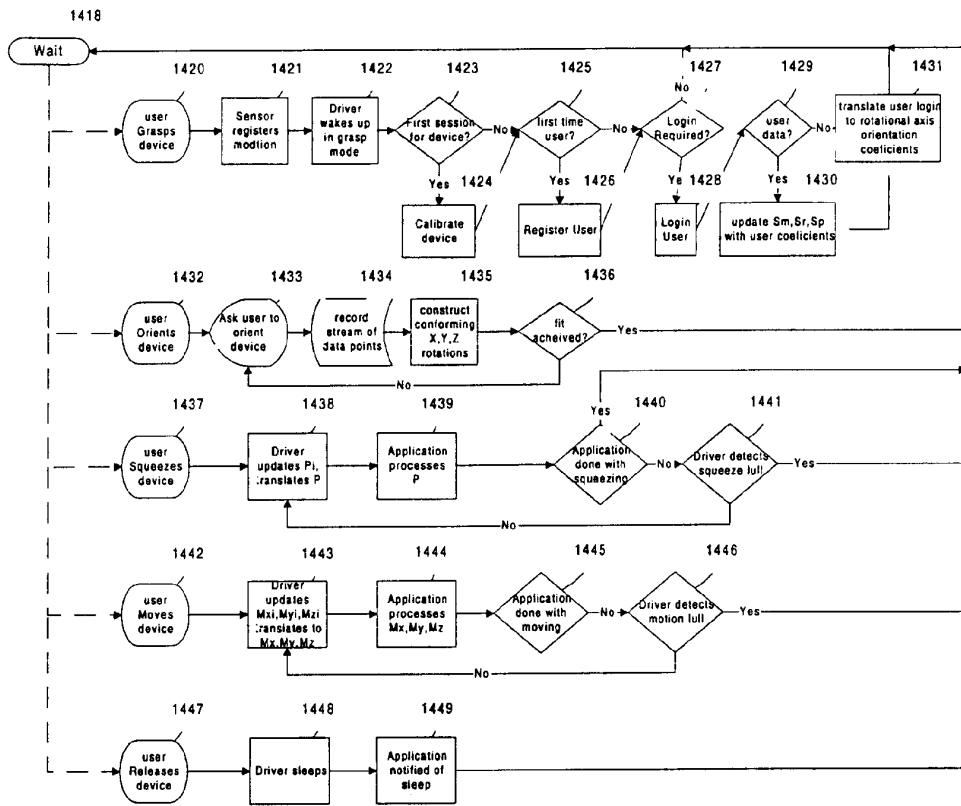 1418
Wait
1420
1421
1422
1423
1425
1427
1429
1431
No
user
Grasps
device
Sensor
registers
modtion
Driver
wakes up
in grasp
mode
First session
for device?
No
first time
user?
No
Login
Required?
user
data?
No
translate user login
to rotational axis
orientation
coeficients
Yes
1424
Yes
1426
Ye
1428
Yes
1430
Calibrate
device
Register User
Login
User
update Sm,Sr,Sp
with user coeficients
1432
1433
1434
1435
1436
user
Orients
device
Ask user to
orient
device
record
stream of
data points
construct
conforming
X,Y,Z
rotations
fit
acheived?
Yes
No
1437
1438
1439
1440
1441
Yes
user
Squeezes
device
Driver
updates Pi,
translates P
Application
processes
P
Application
done with
squeezing
No
Driver detects
squeeze lull
Yes
No
1442
1443
1444
1445
1446
user
Moves
device
Driver
updates
Mxi,Myi,Mzi
translates to
Mx,My,Mz
Application
processes
Mx,My,Mz
Application
done with
moving
No
Driver detects
motion lull
Yes
No
1447
1448
1449
user
Releases
device
Driver sleeps
Application
notified of
sleep